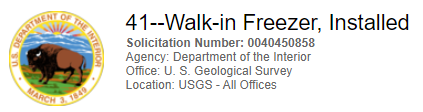 41--Walk-in Freezer, Installed
Solicitation Number: 0040450858
Agency: Department of the Interior
Office: U. S. Geological Survey
Location: USGS - All Offices
U.S. DEPARTMENT OF THE INTERIOR
MARCH 3, 1849